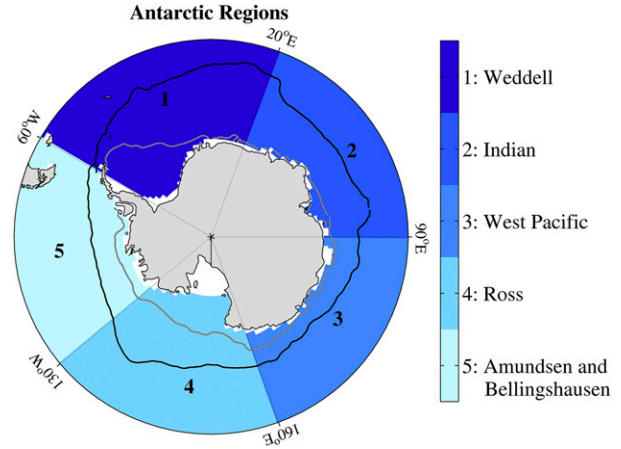 Antarctic Regions
20°E
60°W
1
2
90°E
5
3
130°W
4
160°E
1: Weddell
2: Indian
3: West Pacific
4: Ross
5: Amundsen and
Bellingshausen